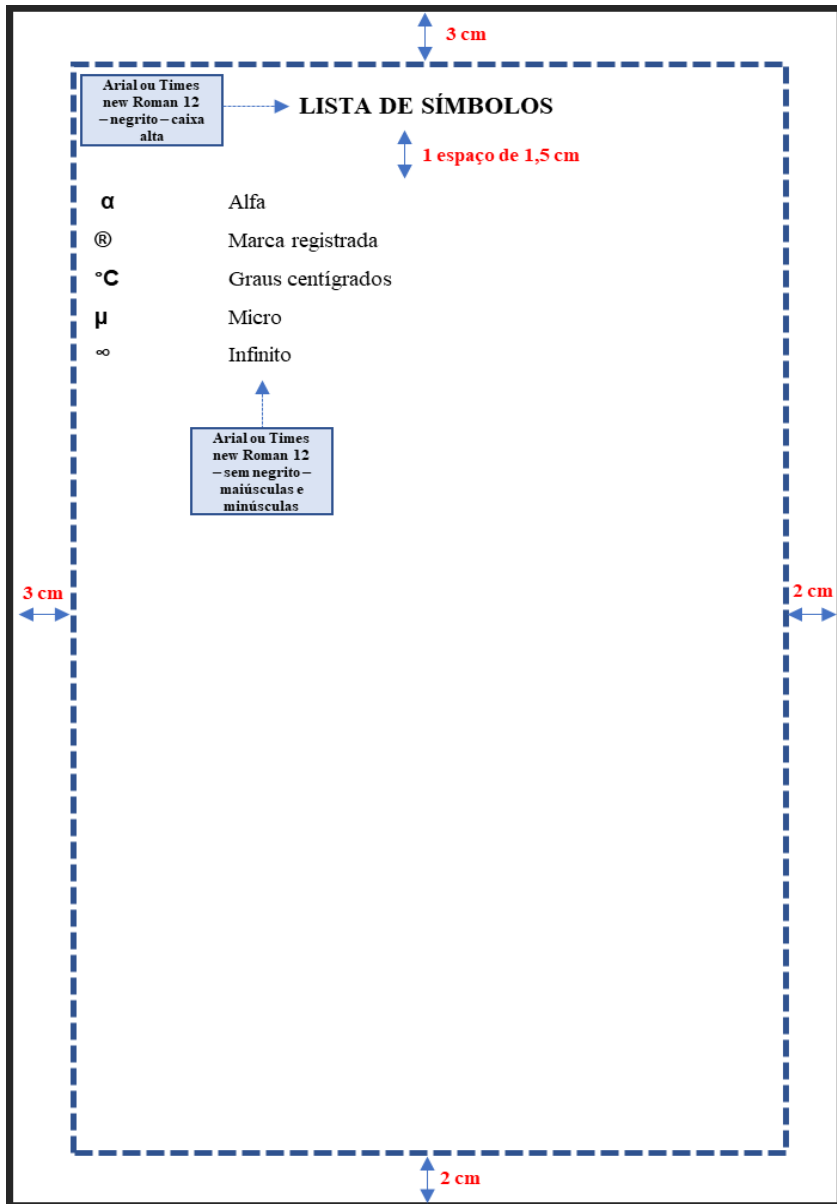 3 cm
Arial ou Times
new Roman 12
– negrito – caixa
alta
LISTA DE SÍMBOLOS
1 espaço de 1,5 cm
α Alfa
® Marca registrada
°C Graus centígrados
µ Micro
∞ Infinito
Arial ou Times
new Roman 12
– sem negrito –
maiúsculas e
minúsculas
3 cm
2 cm
2 cm